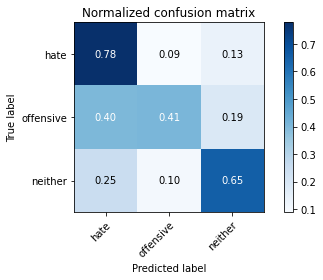 Normalized confusion matrix
True label
hate 0.78 0.09 0.13
offensive 0.40 0.41 0.19
neither 0.25 0.10 0.65
hate offensive neither
Predicted label
0.7
0.6
0.5
0.4
0.3
0.2
0.1